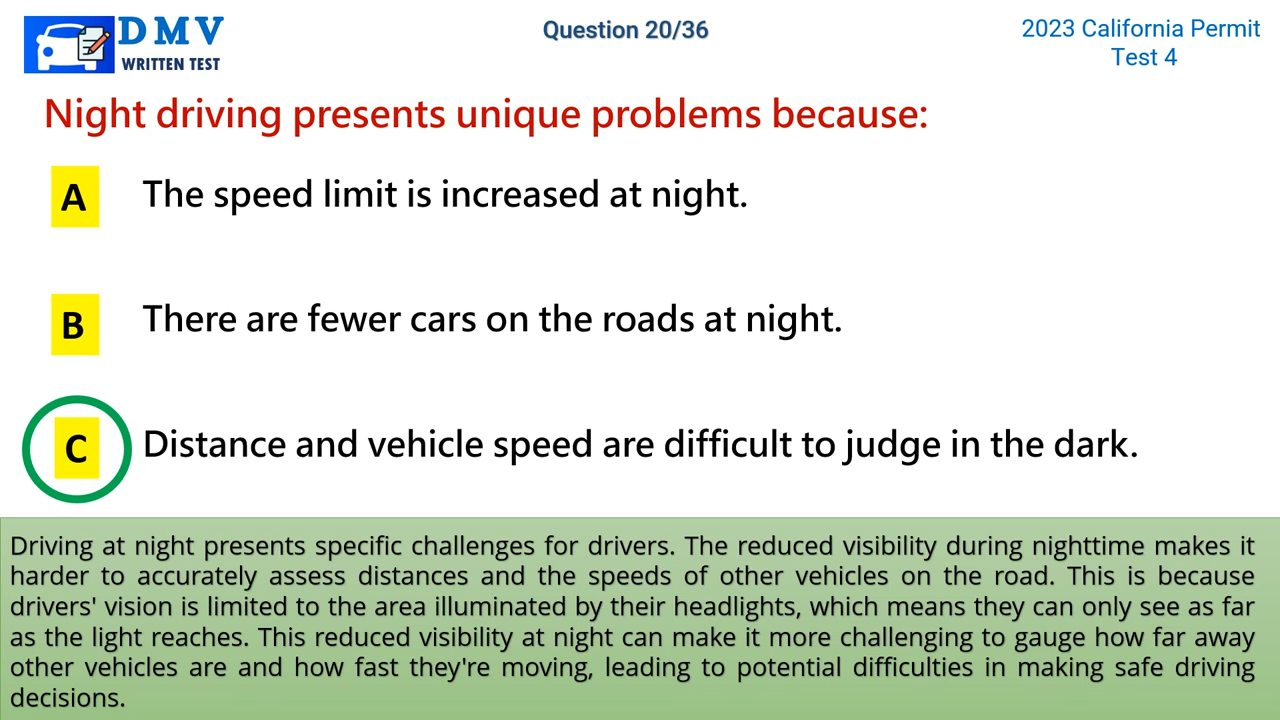 DMV
WRITTEN TEST
Question 20/36
2023 California Permit
Test 4
Night driving presents unique problems because:
A The speed limit is increased at night.
B There are fewer cars on the roads at night.
C Distance and vehicle speed are difficult to judge in the dark.
Driving at night presents specific challenges for drivers. The reduced visibility during nighttime makes it
harder to accurately assess distances and the speeds of other vehicles on the road. This is because
drivers' vision is limited to the area illuminated by their headlights, which means they can only see as far
as the light reaches. This reduced visibility at night can make it more challenging to gauge how far away
other vehicles are and how fast they're moving, leading to potential difficulties in making safe driving
decisions.